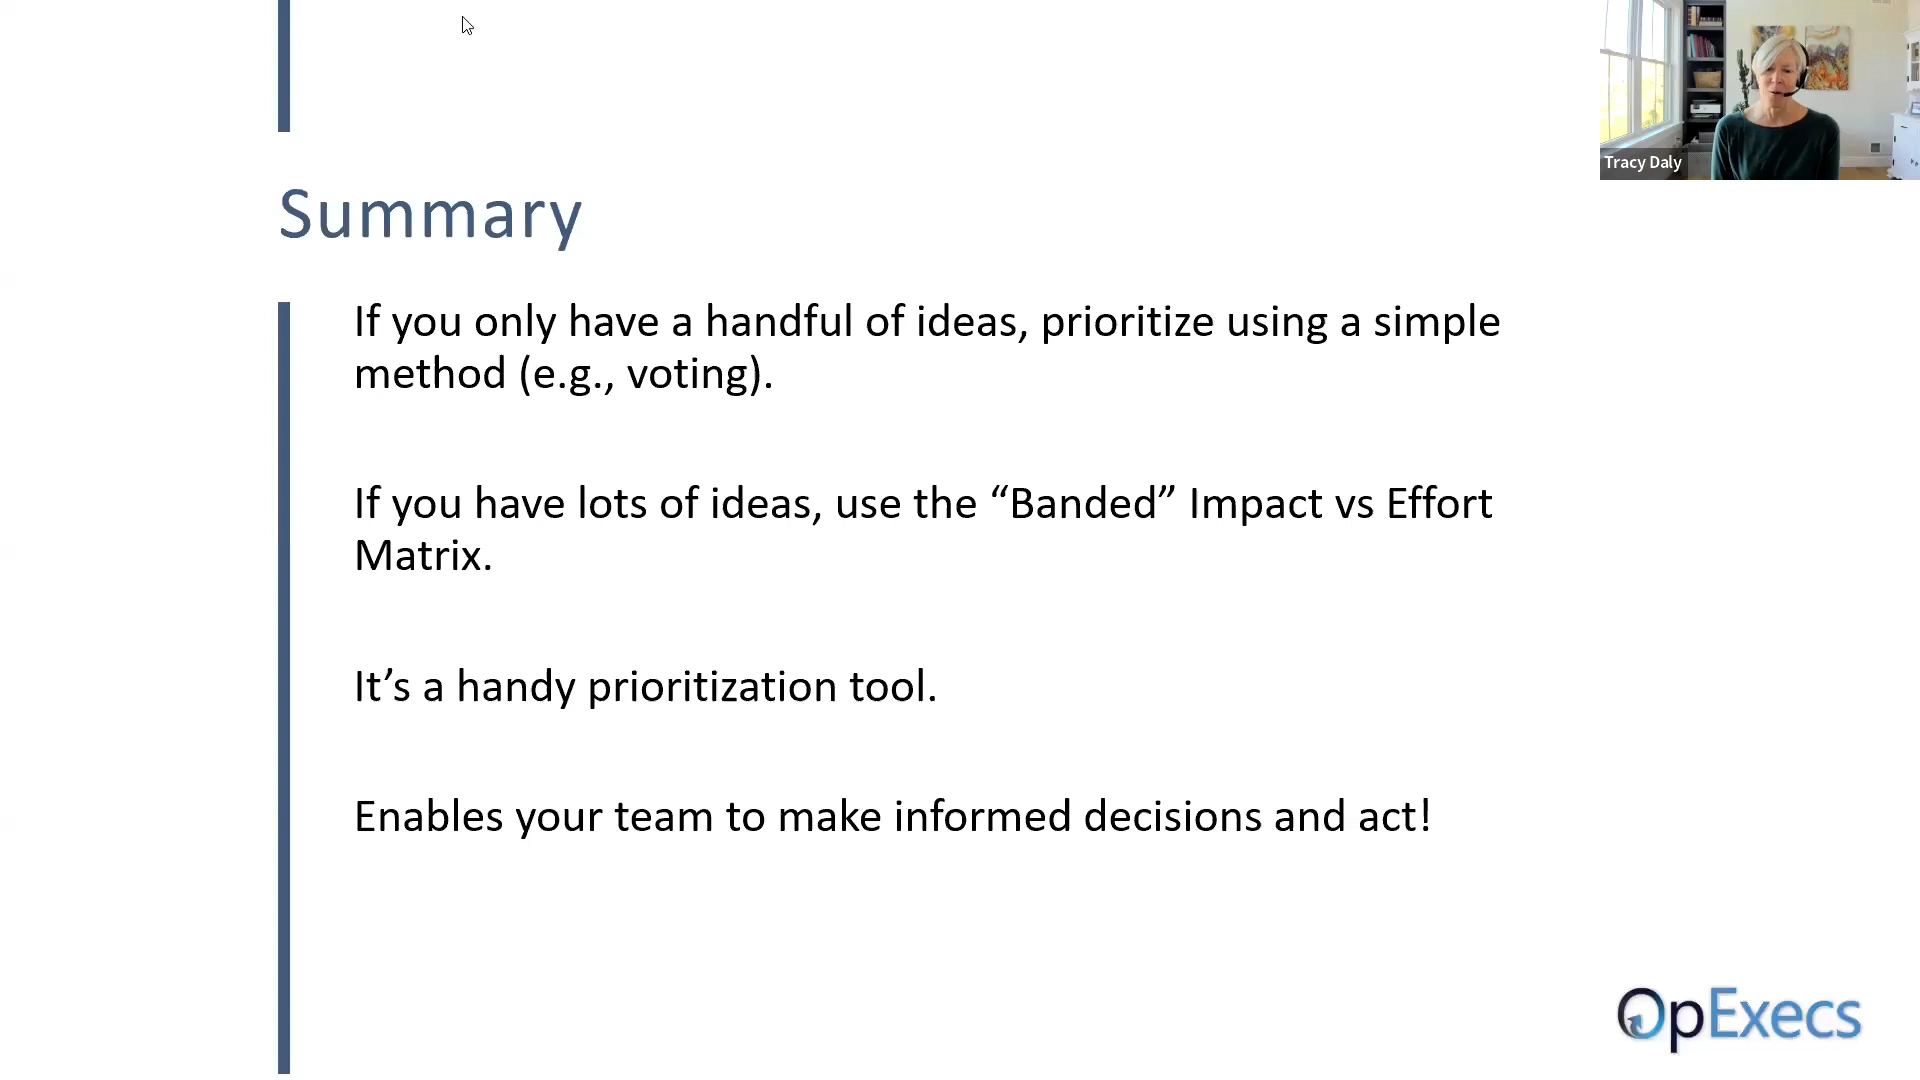 Tracy Daly
Summary
If you only have a handful of ideas, prioritize using a simple
method (e.g., voting).
If you have lots of ideas, use the “Banded” Impact vs Effort
Matrix.
It’s a handy prioritization tool.
Enables your team to make informed decisions and act!
OpExecs